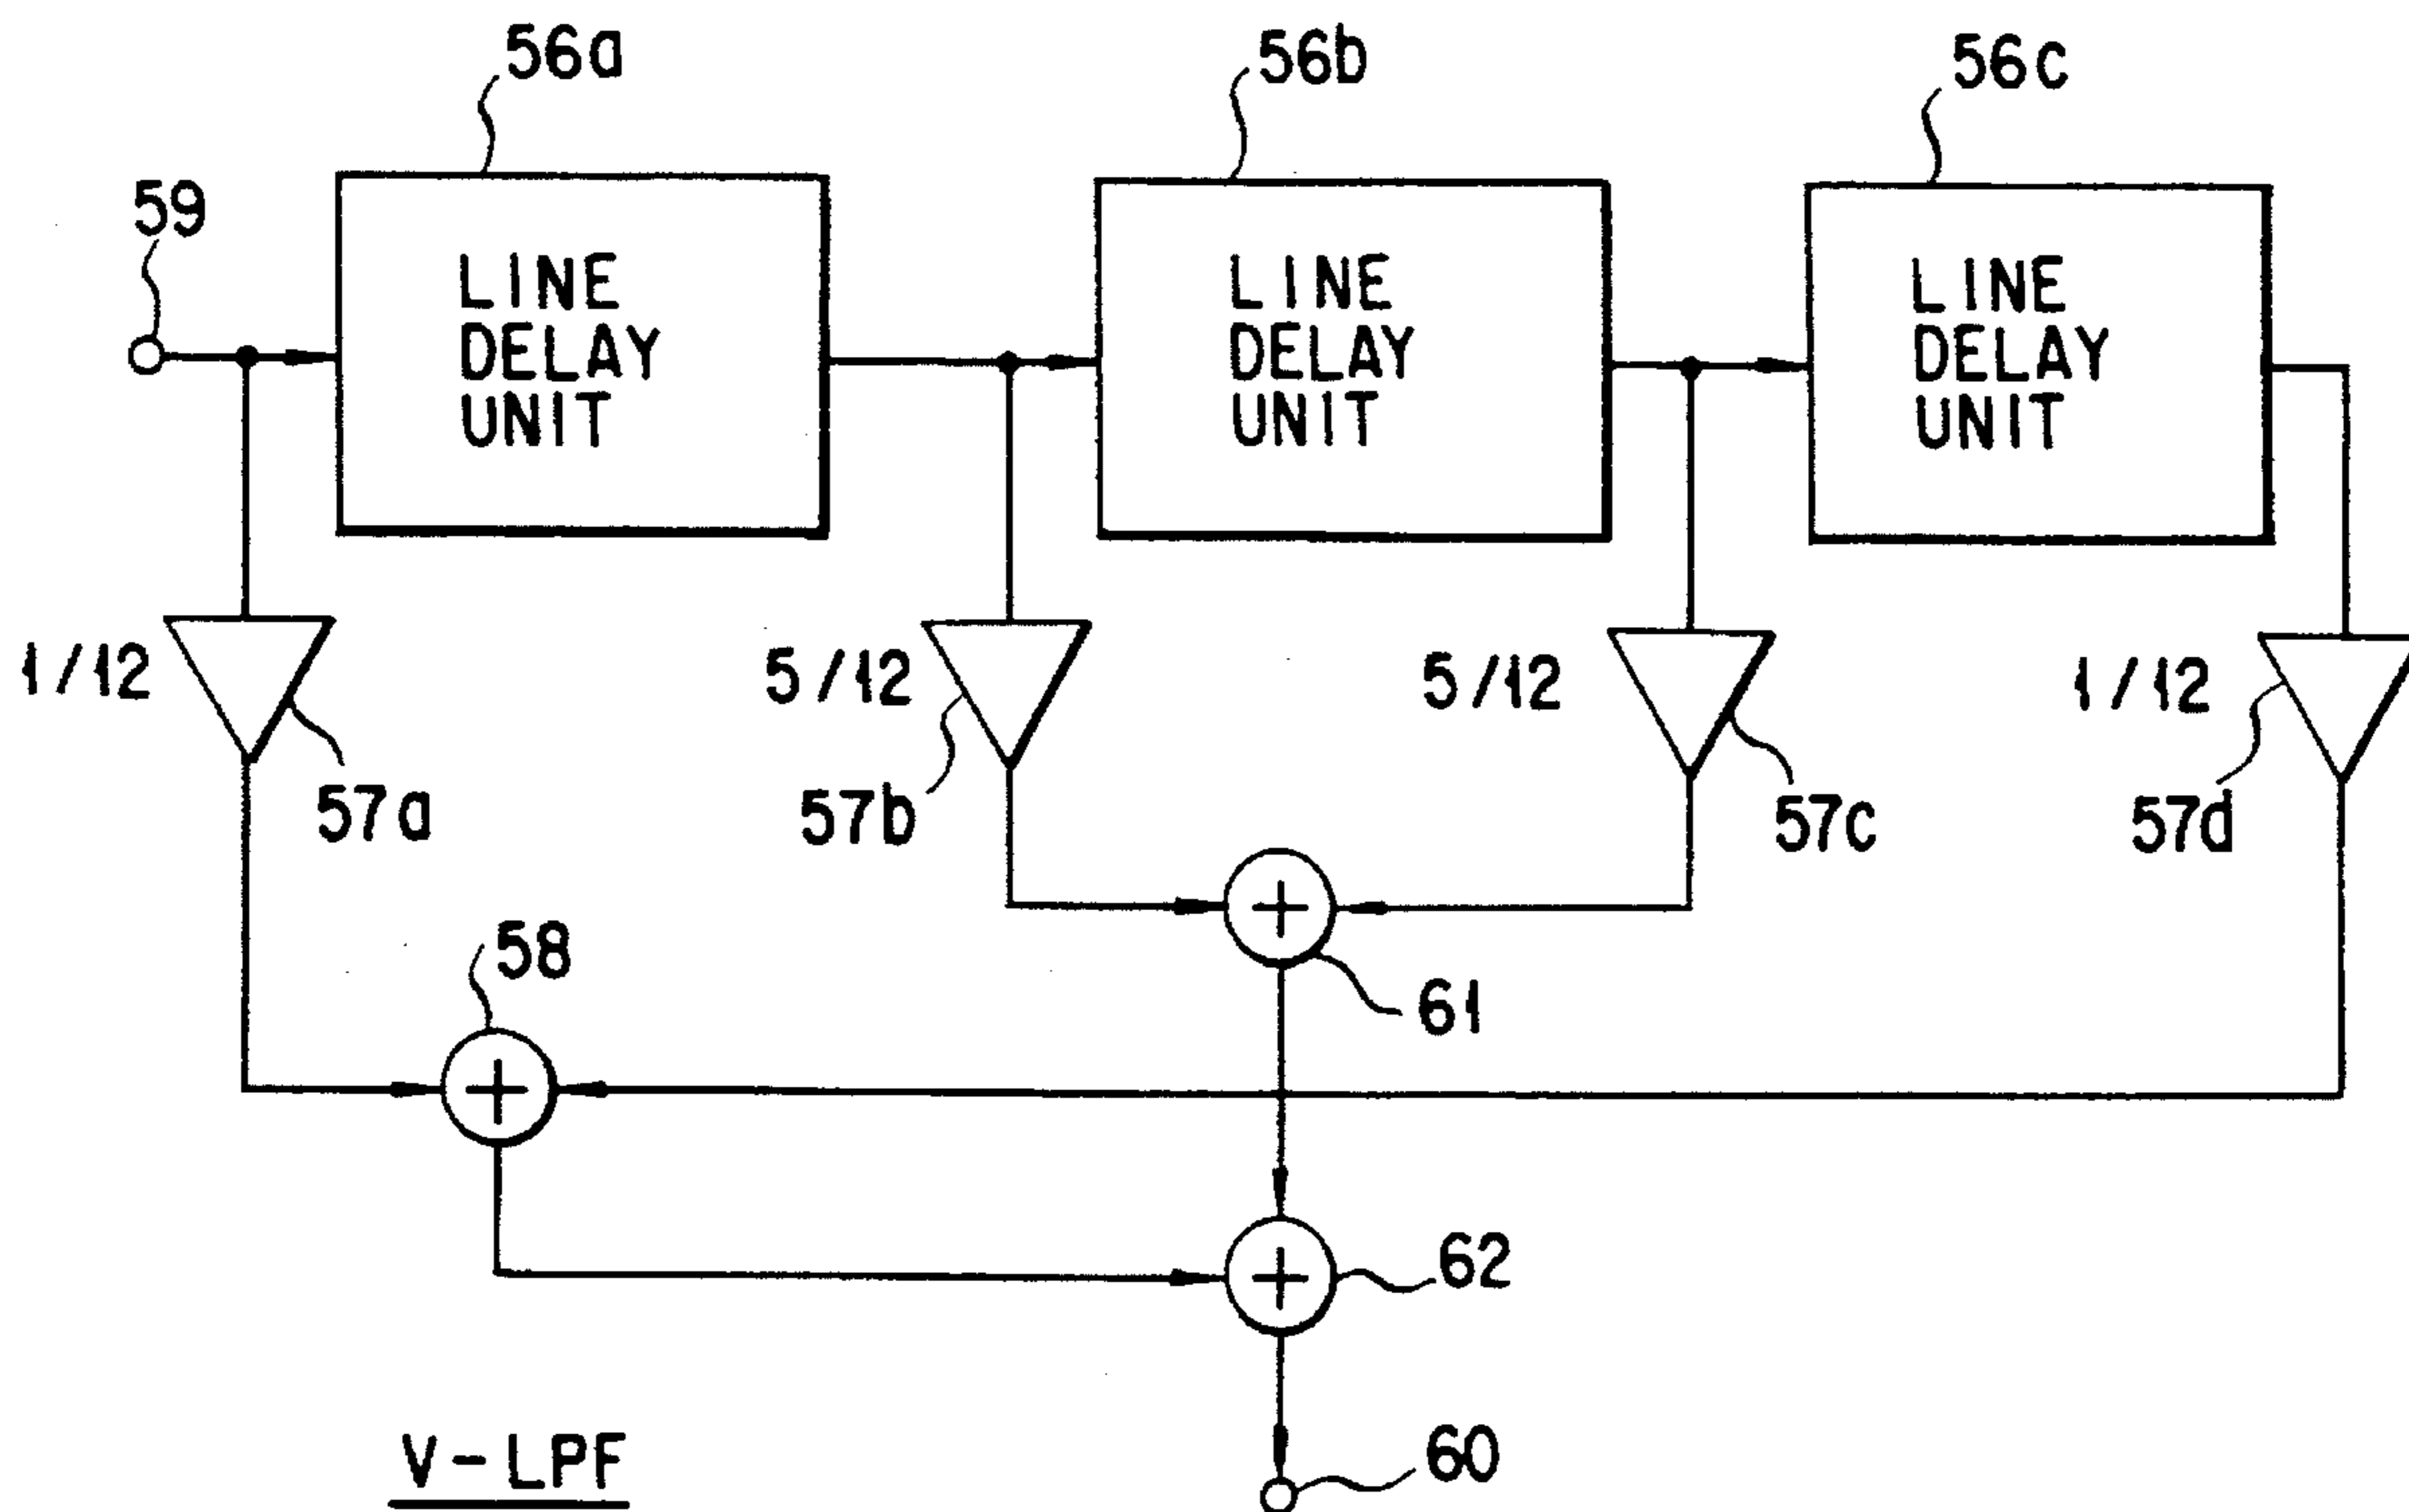 56a
56b
56c
59
LINE
DELAY
UNIT
LINE
DELAY
UNIT
LINE
DELAY
UNIT
1/12
5/12
5/12
1/12
57a
57b
57c
57d
+
61
58
+
+
62
60
V-LPF